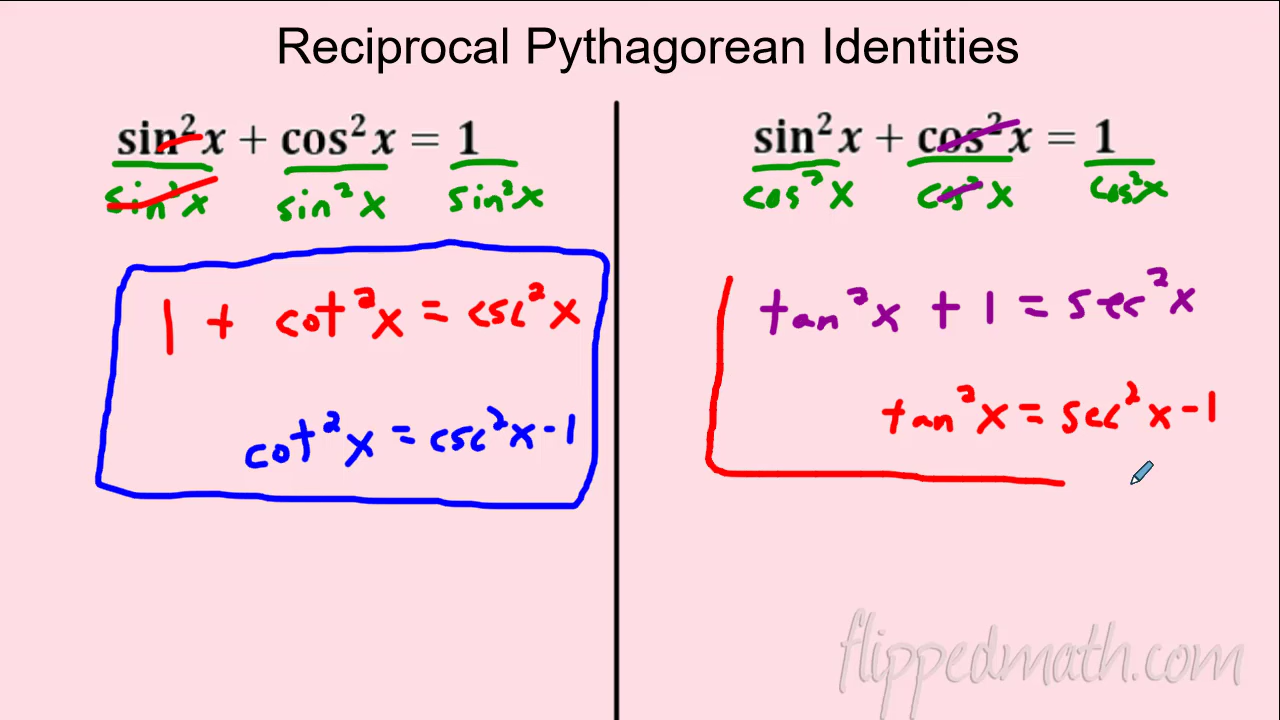 Reciprocal Pythagorean Identities
sin²x + cos²x = 1
sin²x sin²x sin²x
1 + cot²x = csc²x
cot²x = csc²x - 1
sin²x + cos²x = 1
cos²x cos²x cos²x
tan²x + 1 = sec²x
tan²x = sec²x - 1
flippedmath.com